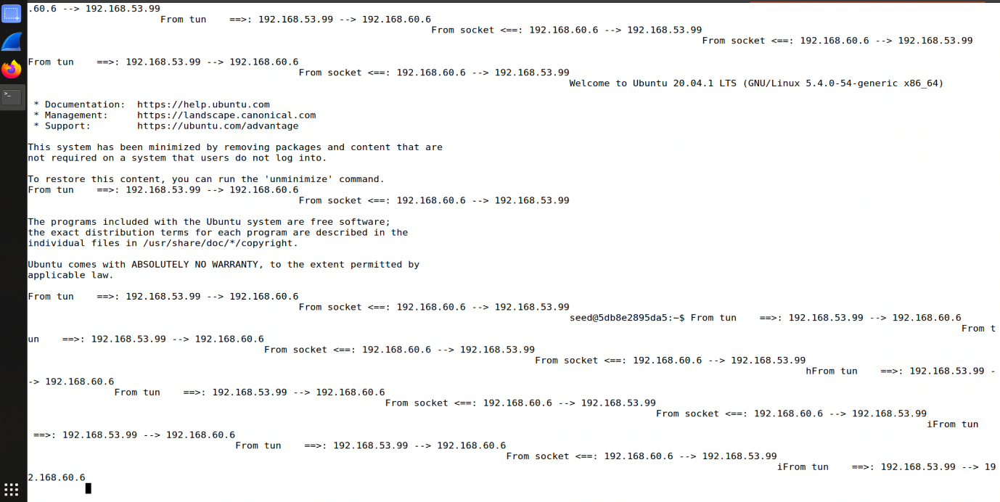 .60.6 --> 192.168.53.99
From tun    ==>: 192.168.53.99 --> 192.168.60.6
From socket <==: 192.168.60.6 --> 192.168.53.99
From socket <==: 192.168.60.6 --> 192.168.53.99
From tun    ==>: 192.168.53.99 --> 192.168.60.6
From socket <==: 192.168.60.6 --> 192.168.53.99
Welcome to Ubuntu 20.04.1 LTS (GNU/Linux 5.4.0-54-generic x86_64)
* Documentation:  https://help.ubuntu.com
* Management:     https://landscape.canonical.com
* Support:        https://ubuntu.com/advantage
This system has been minimized by removing packages and content that are
not required on a system that users do not log into.
To restore this content, you can run the 'unminimize' command.
From tun    ==>: 192.168.53.99 --> 192.168.60.6
From socket <==: 192.168.60.6 --> 192.168.53.99
The programs included with the Ubuntu system are free software;
the exact distribution terms for each program are described in the
individual files in /usr/share/doc/*/copyright.
Ubuntu comes with ABSOLUTELY NO WARRANTY, to the extent permitted by
applicable law.
From tun    ==>: 192.168.53.99 --> 192.168.60.6
From socket <==: 192.168.60.6 --> 192.168.53.99
seed@5db8e2895da5:~$ From tun    ==>: 192.168.53.99 --> 192.168.60.6
From t
un    ==>: 192.168.53.99 --> 192.168.60.6
From socket <==: 192.168.60.6 --> 192.168.53.99
From socket <==: 192.168.60.6 --> 192.168.53.99
hFrom tun    ==>: 192.168.53.99 -
-> 192.168.60.6
From tun    ==>: 192.168.53.99 --> 192.168.60.6
From socket <==: 192.168.60.6 --> 192.168.53.99
From socket <==: 192.168.60.6 --> 192.168.53.99
iFrom tun
==>: 192.168.53.99 --> 192.168.60.6
From tun    ==>: 192.168.53.99 --> 192.168.60.6
From socket <==: 192.168.60.6 --> 192.168.53.99
iFrom tun    ==>: 192.168.53.99 --> 19
2.168.60.6